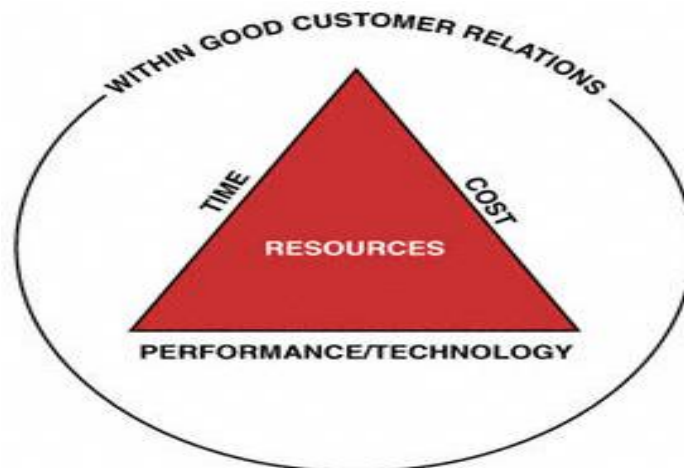 WITHIN GOOD CUSTOMER RELATIONS
TIME
COST
RESOURCES
PERFORMANCE/TECHNOLOGY